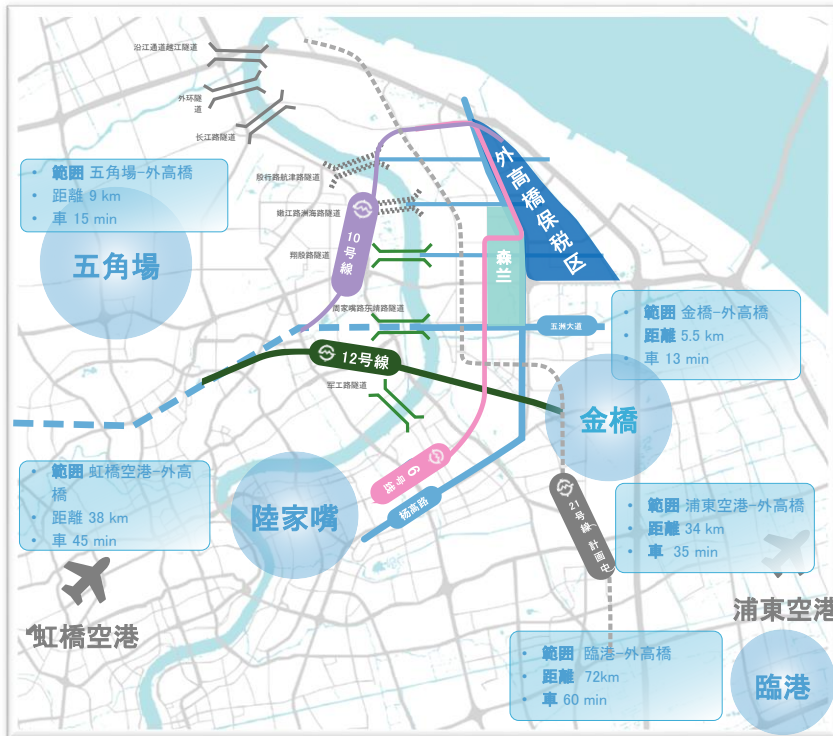 沿江通道越江隧道
外环隧
道
长江路隧道
• 範囲 五角場-外高橋
• 距離 9 km
• 車 15 min
五角場
殷行路航津路隧道
嫩江路洲海路隧道
翔殷路隧道
周家嘴路东靖路隧道
军工路隧道
10号線
12号線
外高橋保税区
森兰
五洲大道
• 範囲 金橋-外高橋
• 距離 5.5 km
• 車 13 min
金橋
• 範囲 虹橋空港-外高
橋
• 距離 38 km
• 車 45 min
陸家嘴
6号線
杨高路
21号線 計画中
• 範囲 浦東空港-外高橋
• 距離 34 km
• 車 35 min
虹橋空港
浦東空港
• 範囲 臨港-外高橋
• 距離 72km
• 車 60 min
臨港